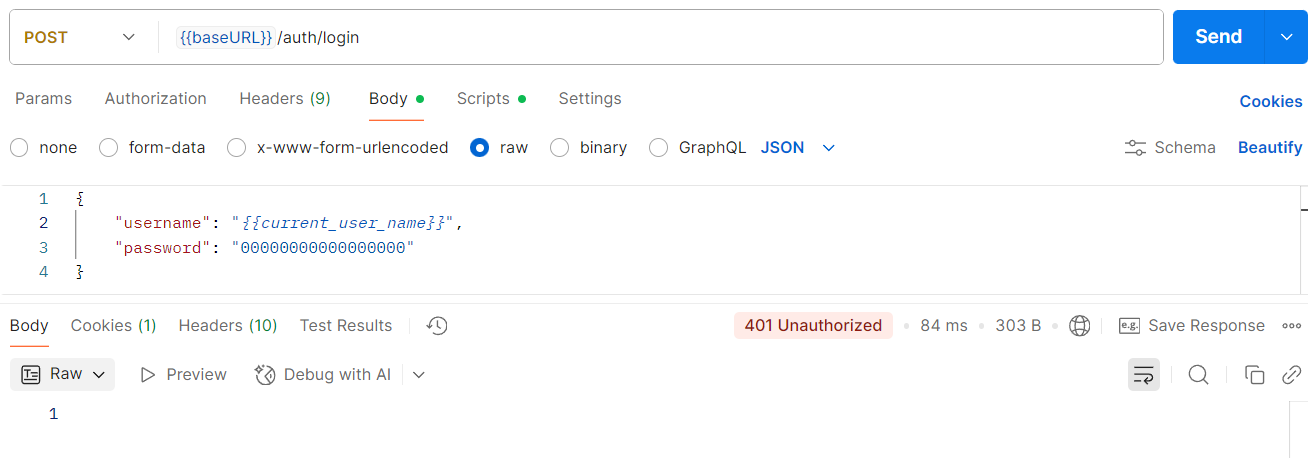 POST {{baseURL}}/auth/login Send
Params Authorization Headers (9) Body Scripts Settings Cookies
none form-data x-www-form-urlencoded raw binary GraphQL JSON Schema Beautify
1 {
2 "username": "{{current_user_name}}",
3 "password": "00000000000000000"
4 }
Body Cookies (1) Headers (10) Test Results 401 Unauthorized 84 ms 303 B e.g. Save Response
Raw Preview Debug with AI
1